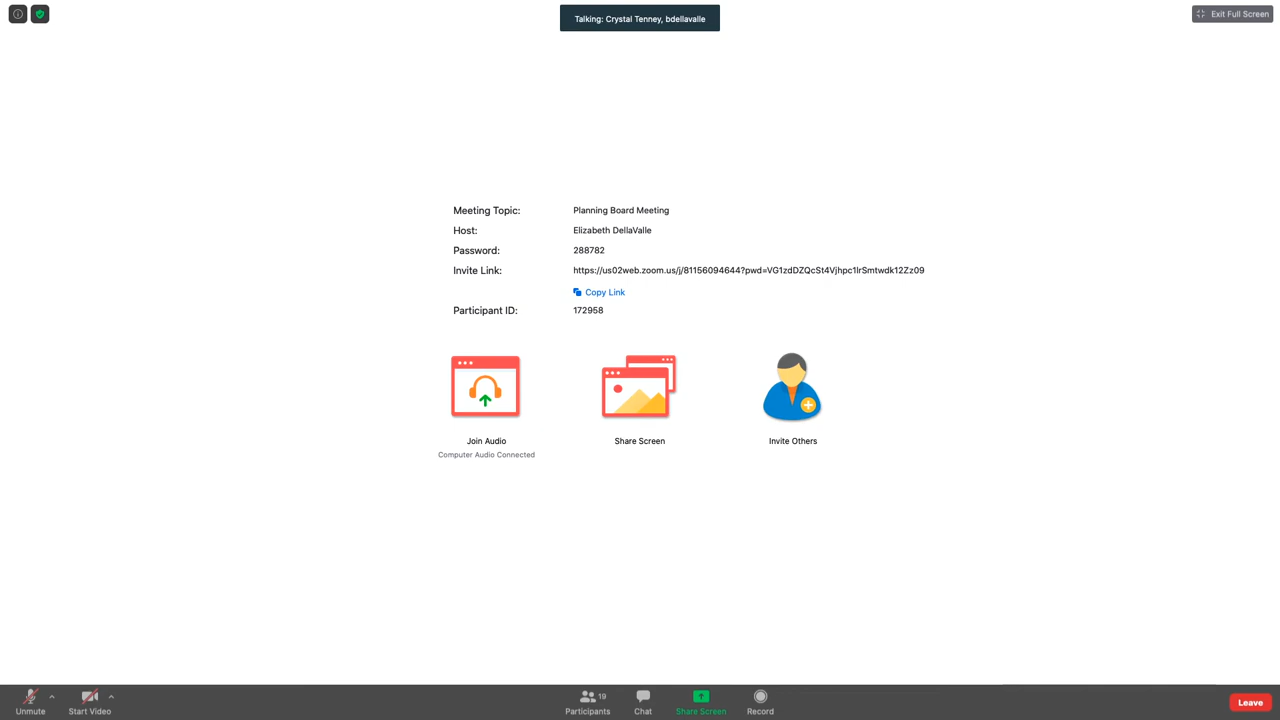 Talking: Crystal Tenney, bdellavalle
Exit Full Screen
Meeting Topic: Planning Board Meeting
Host: Elizabeth DellaValle
Password: 288782
Invite Link: https://us02web.zoom.us/j/81156094644?pwd=VG1zdDZQcSt4Vjhpc1lrSmtwdk12Zz09
Copy Link
Participant ID: 172958
Join Audio
Computer Audio Connected
Share Screen
Invite Others
Unmute
Start Video
19
Participants
Chat
Share Screen
Record
Leave